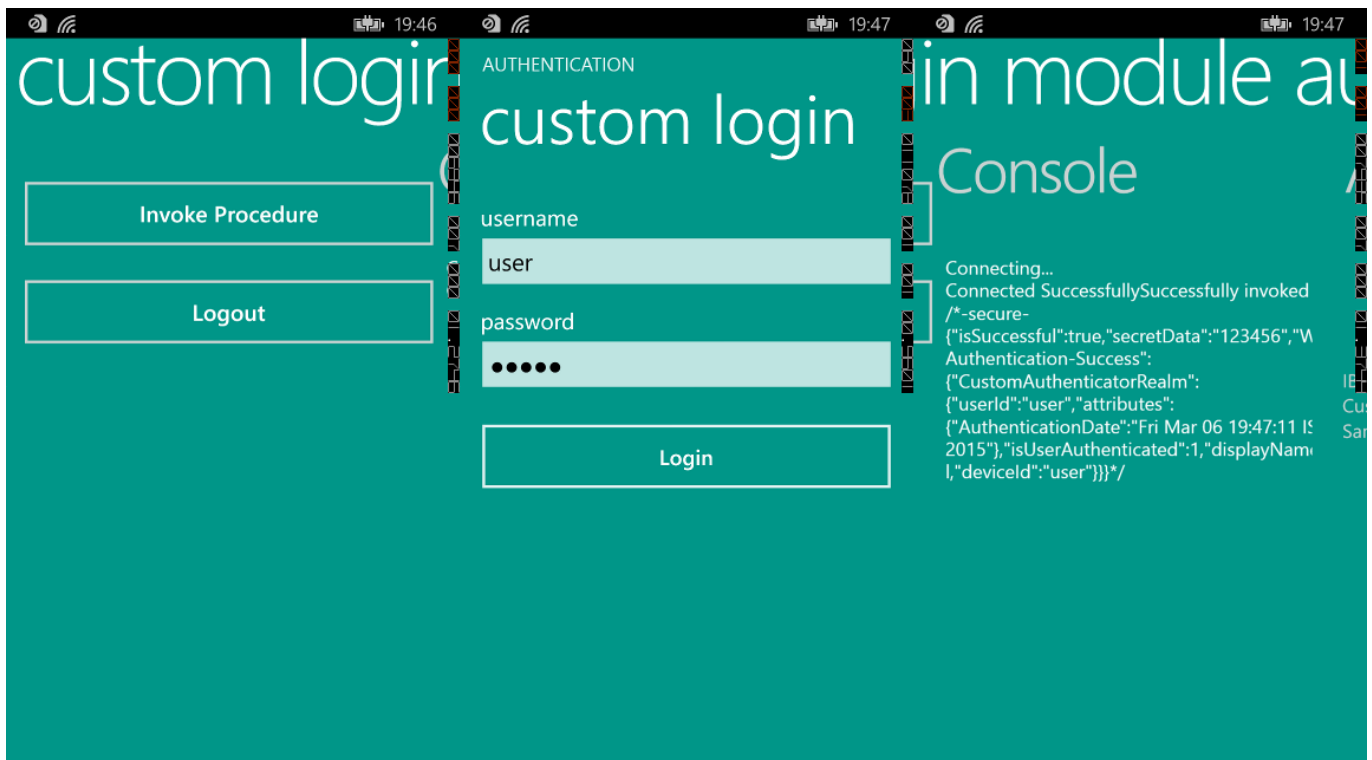 19:46
custom login
Invoke Procedure
Logout
19:47
AUTHENTICATION
custom login
username
user
password
●●●●●
Login
19:47
in module au
Console
Connecting...
Connected SuccessfullySuccessfully invoked
/*-secure-
{"isSuccessful":true,"secretData":"123456","W
Authentication-Success":
{"CustomAuthenticatorRealm":
{"userId":"user","attributes":
{"AuthenticationDate":"Fri Mar 06 19:47:11 IS
2015"},"isUserAuthenticated":1,"displayName
l,"deviceId":"user"}}}*/
Cus